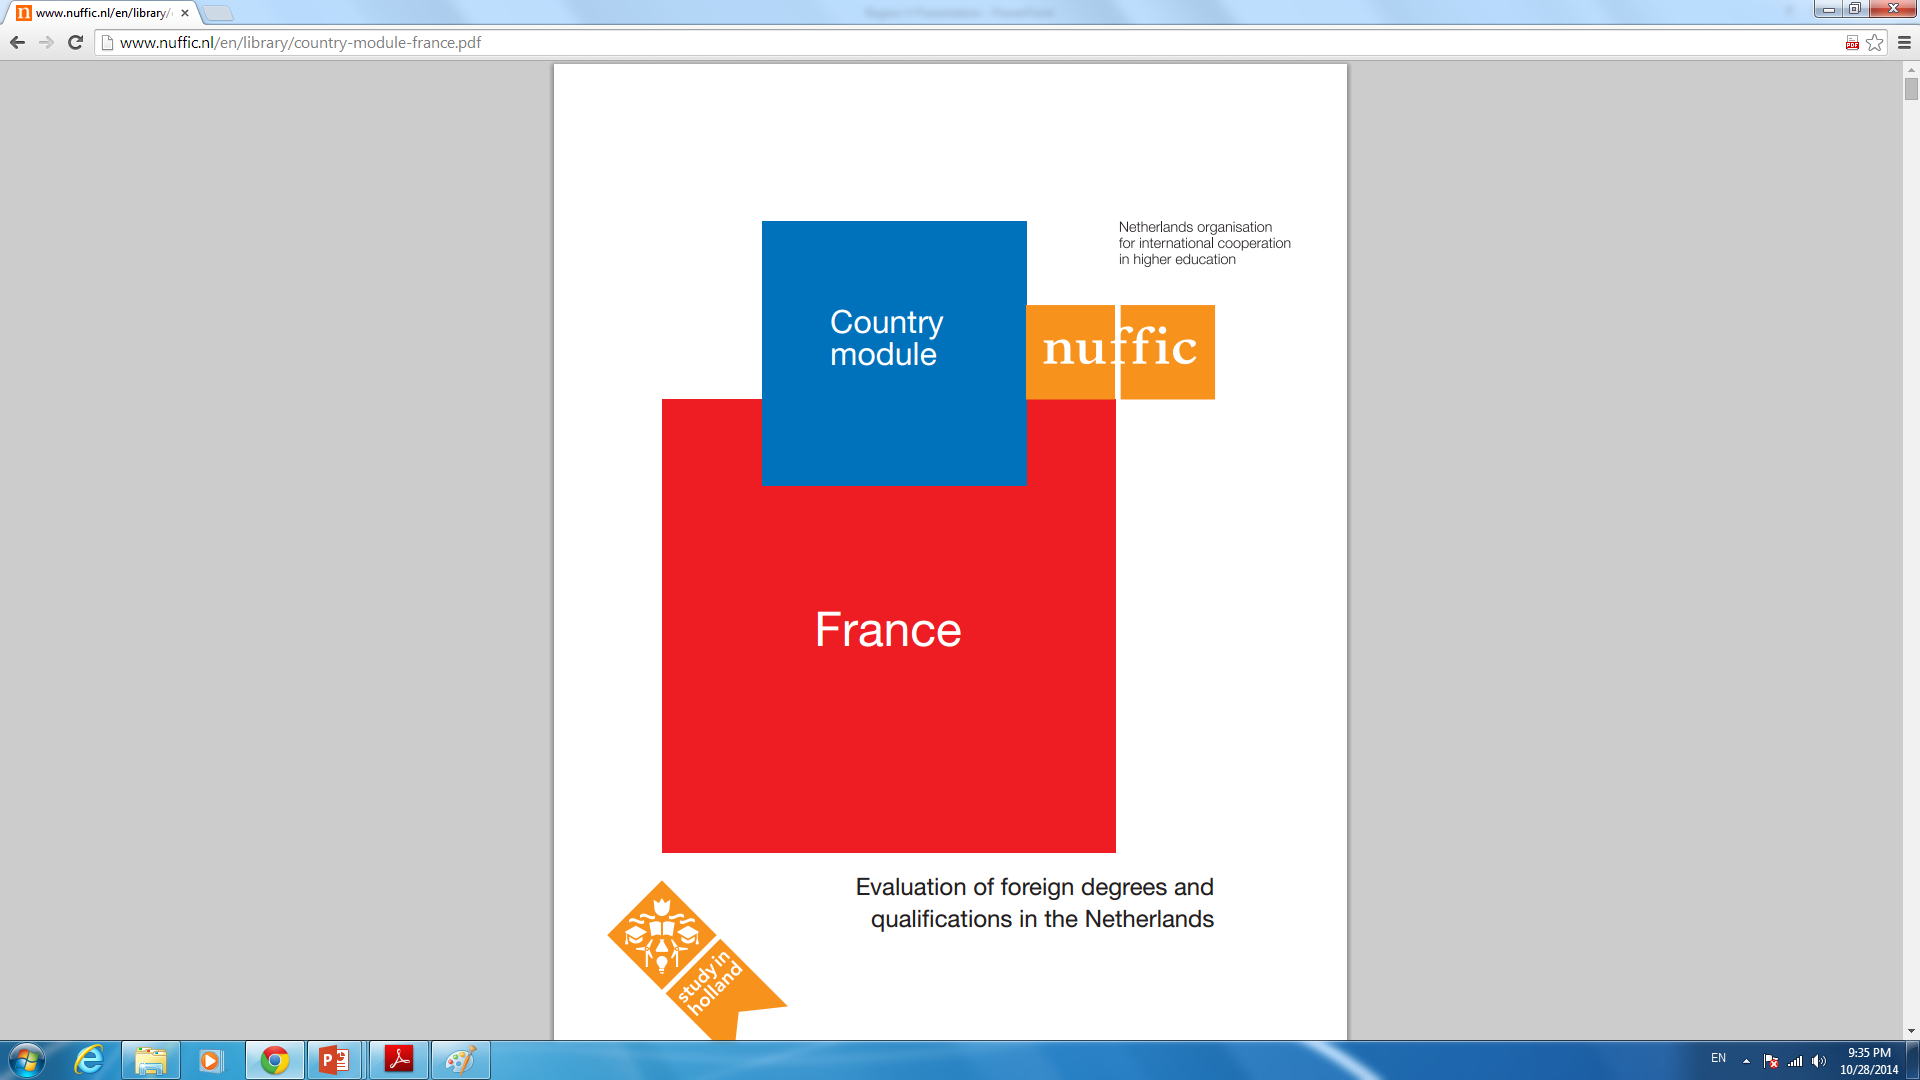 www.nuffic.nl/en/library/
www.nuffic.nl/en/library/country-module-france.pdf
Netherlands organisation
for international cooperation
in higher education
Country
module
nuffic
France
Evaluation of foreign degrees and
qualifications in the Netherlands
study in
holland
EN
9:35 PM
10/28/2014